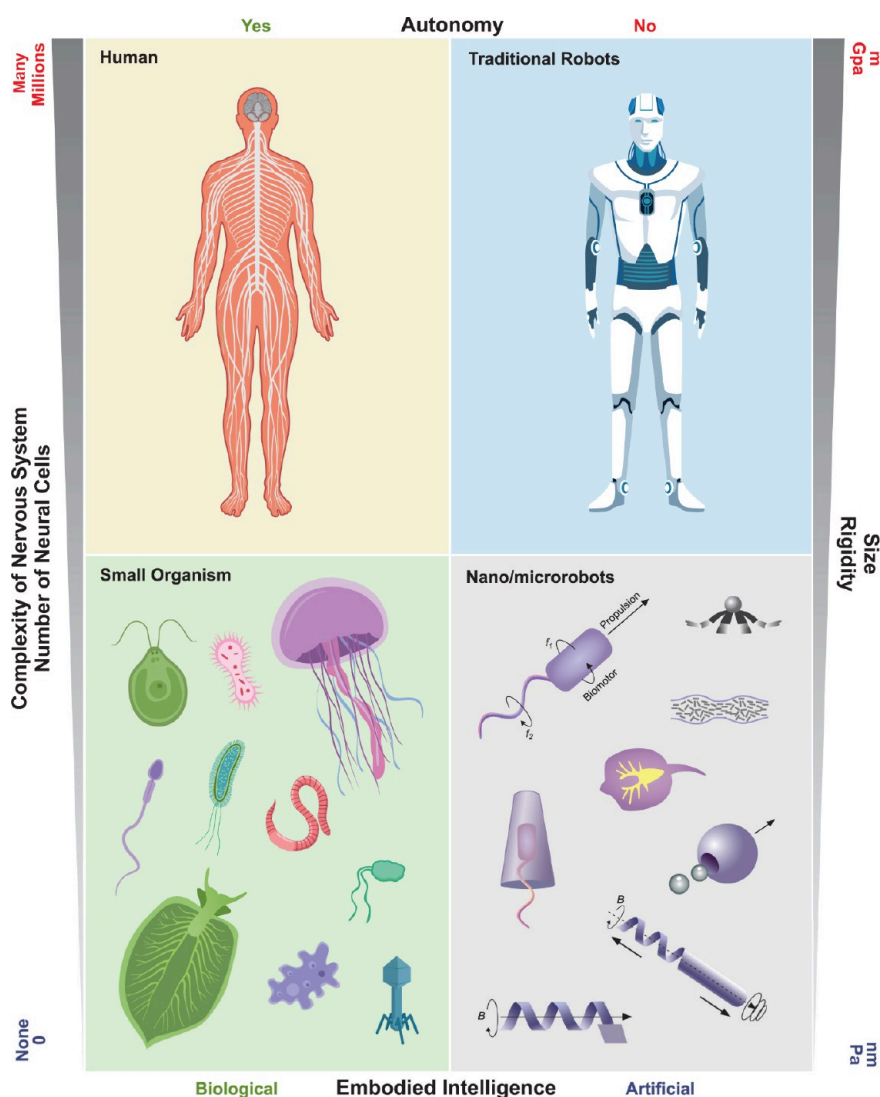 Yes Autonomy No
Many
Millions
m
Gpa
Human
Traditional Robots
Complexity of Nervous System
Number of Neural Cells
Size
Rigidity
Small Organism
Nano/microrobots
Propulsion
f1
Biomotor
f2
B
B
None
0
nm
Pa
Biological Embodied Intelligence Artificial